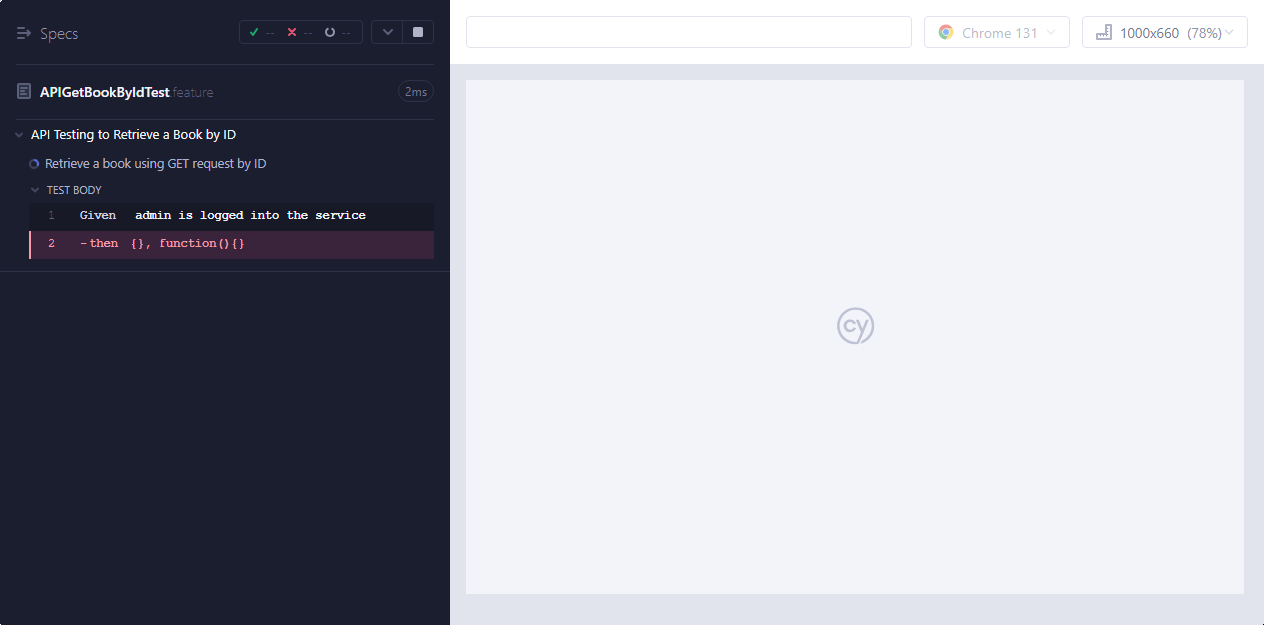 Specs
--
--
--
Chrome 131
1000x660 (78%)
APIGetBookByIdTest feature
2ms
API Testing to Retrieve a Book by ID
Retrieve a book using GET request by ID
TEST BODY
1 Given admin is logged into the service
2 -then {}, function(){}
cy